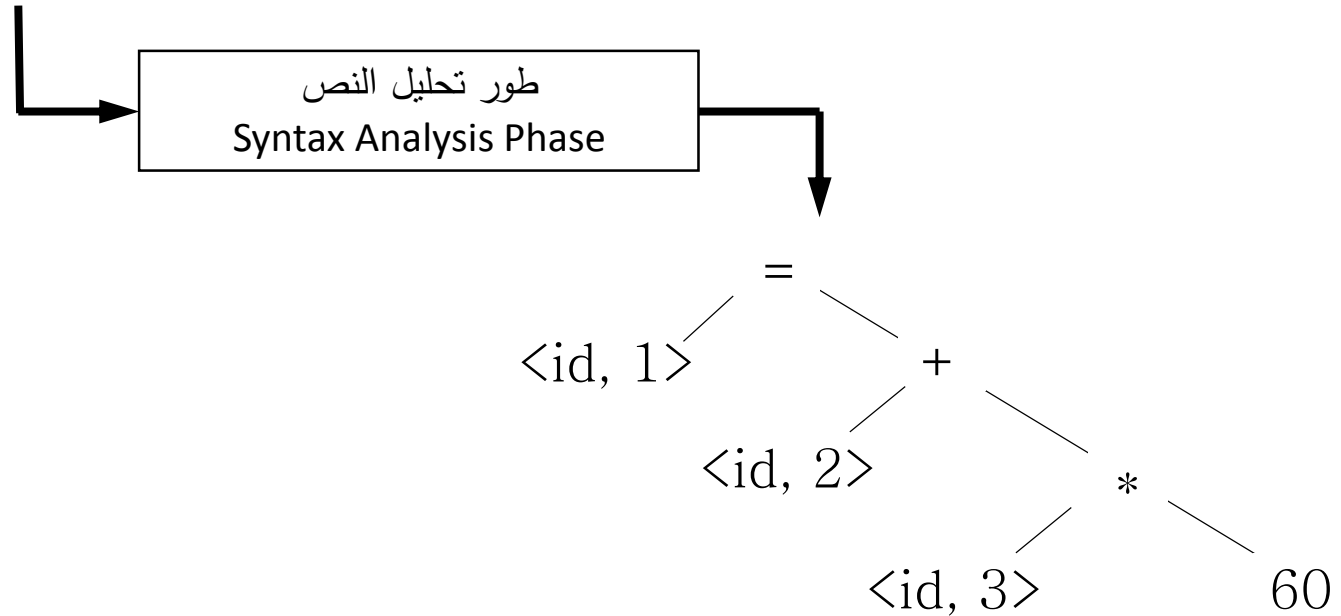 طور تحليل النص
Syntax Analysis Phase
=
<id, 1> +
<id, 2> *
<id, 3> 60